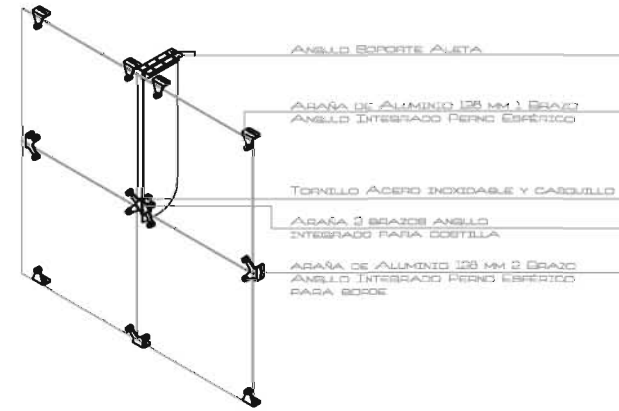 Angulo Soporte Aleta
Araña de Aluminio 128 mm 1 Brazo
Angulo Integrado Perno Esférico
Tornillo Acero inoxidable y casquillo
Araña 2 brazos angulo
integrado para costilla
Araña de Aluminio 128 mm 2 Brazo
Angulo Integrado Perno Esférico
para borde